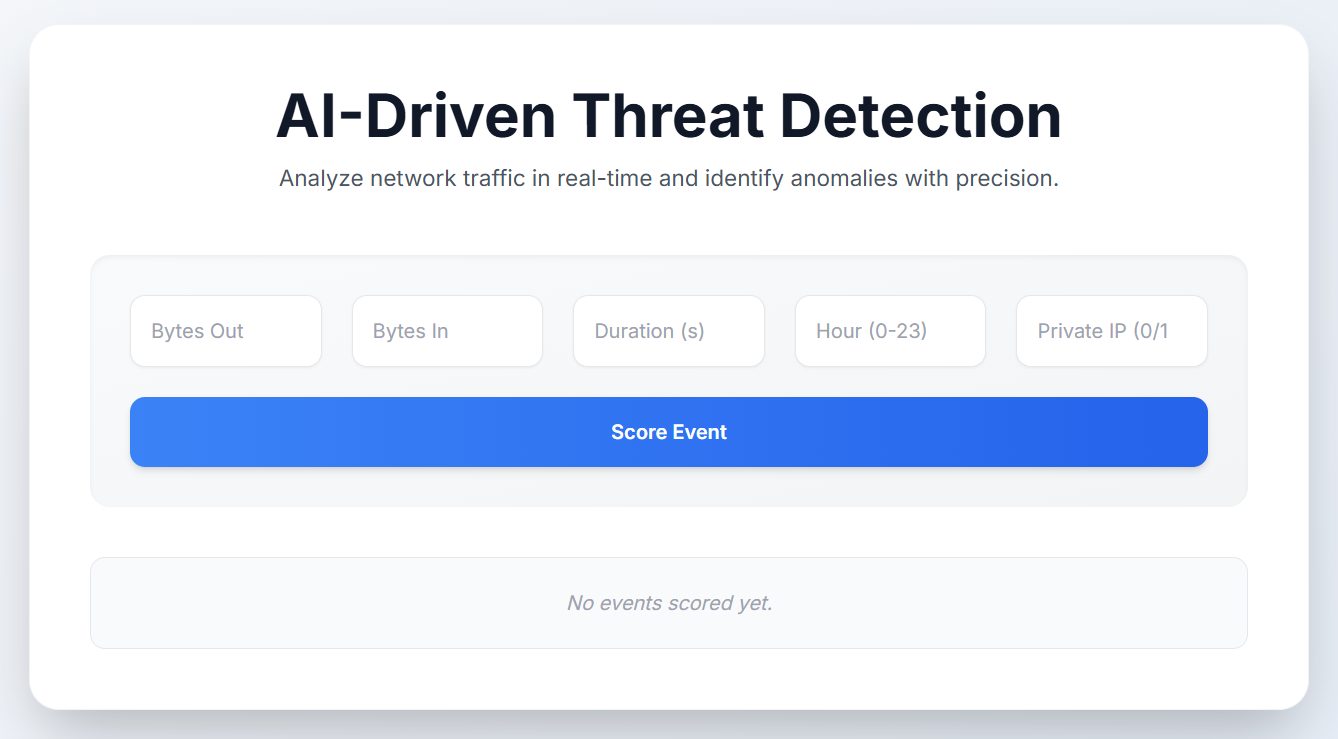 AI-Driven Threat Detection
Analyze network traffic in real-time and identify anomalies with precision.
Bytes Out
Bytes In
Duration (s)
Hour (0-23)
Private IP (0/1
Score Event
No events scored yet.